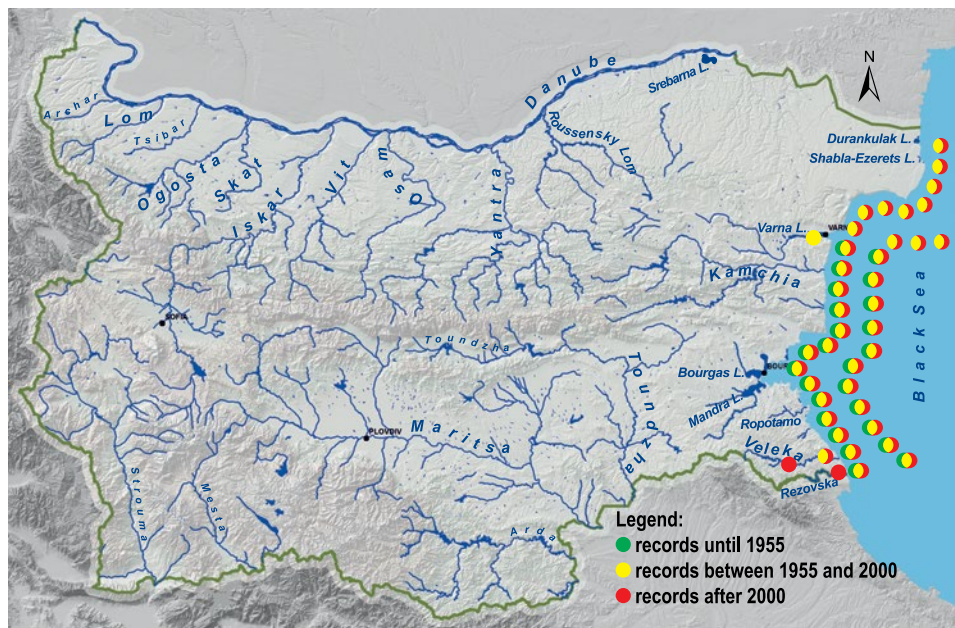 N
Danube
Srebarna L.
Archar
Lom
Tsibar
Roussensky Lom
Durankulak L.
Shabla-Ezerets L.
Ogosta
Skat
Iskar
Vit
Osam
Yantra
Varna L.
Kamchia
SOFIA
Toundzha
Toundzha
Bourgas L.
Mandra L.
Black Sea
PLOVDIV
Maritsa
Ropotamo
Veleka
Rezovska
Strouma
Mesta
Arda
Legend:
records until 1955
records between 1955 and 2000
records after 2000